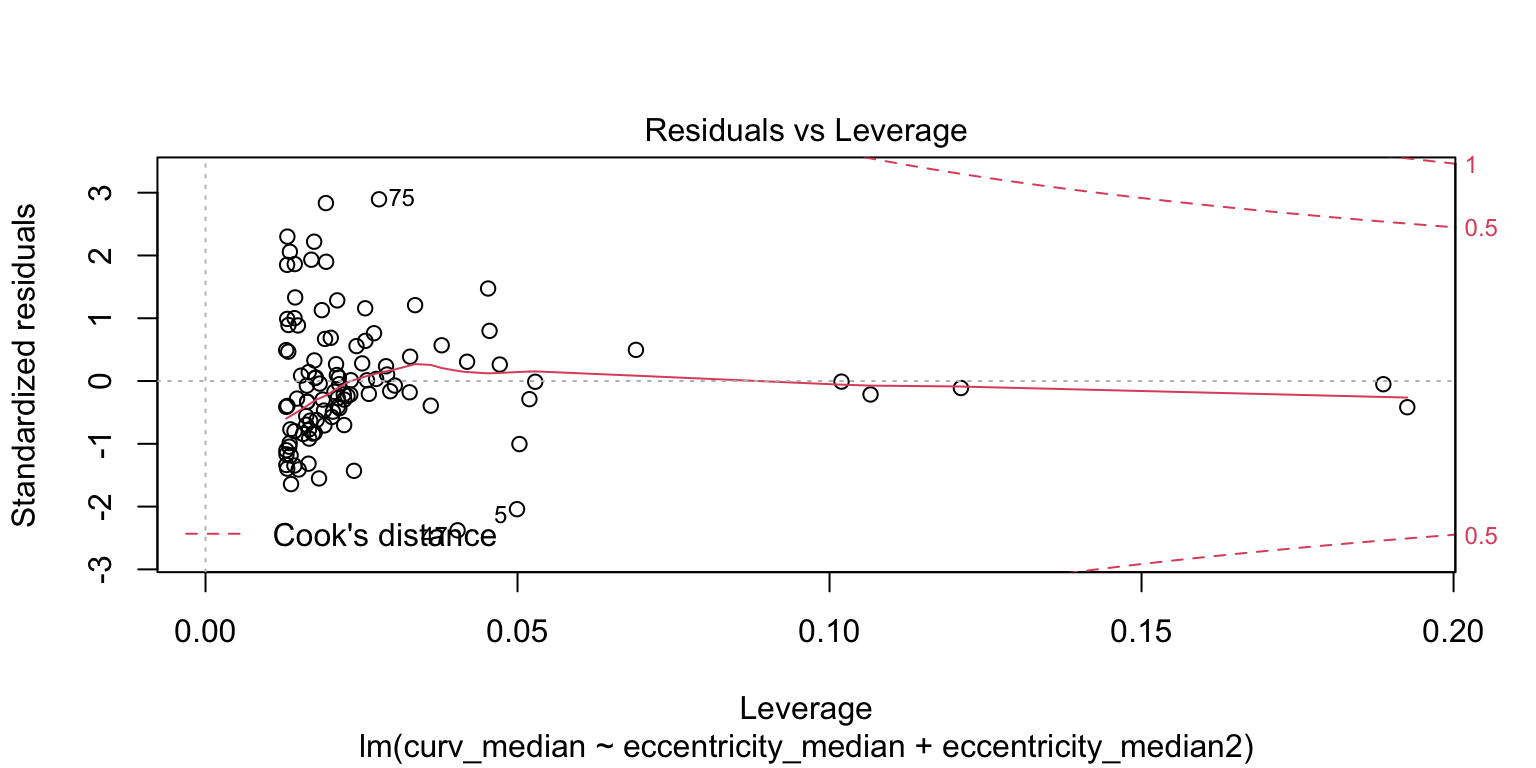 Residuals vs Leverage
Standardized residuals
3
2
1
0
-1
-2
-3
75
5
47
1
0.5
0.5
Cook's distance
0.00 0.05 0.10 0.15 0.20
Leverage
lm(curv_median ~ eccentricity_median + eccentricity_median2)